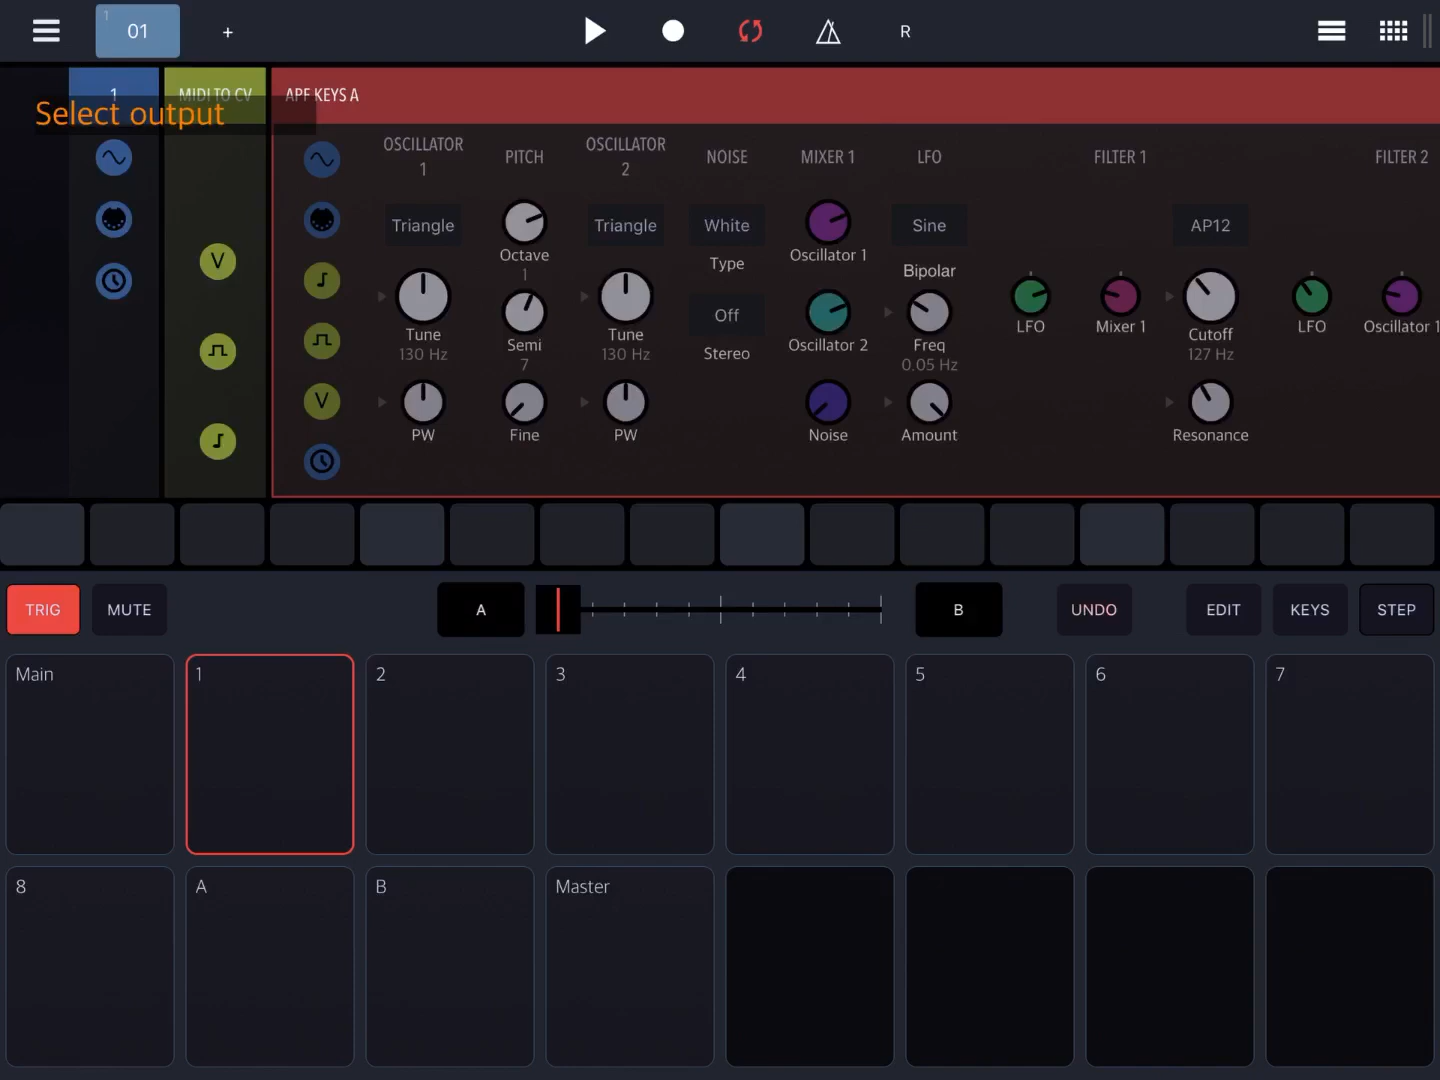 1
01
+
R
1
MIDI TO CV
APF KEYS A
Select output
OSCILLATOR
1
PITCH
OSCILLATOR
2
NOISE
MIXER 1
LFO
FILTER 1
FILTER 2
Triangle
Triangle
White
Sine
AP12
Octave
1
Type
Oscillator 1
Bipolar
V
Off
Tune
130 Hz
Semi
7
Tune
130 Hz
Stereo
Oscillator 2
Freq
0.05 Hz
LFO
Mixer 1
Cutoff
127 Hz
LFO
Oscillator 1
V
PW
Fine
PW
Noise
Amount
Resonance
TRIG
MUTE
A
B
UNDO
EDIT
KEYS
STEP
Main
1
2
3
4
5
6
7
8
A
B
Master